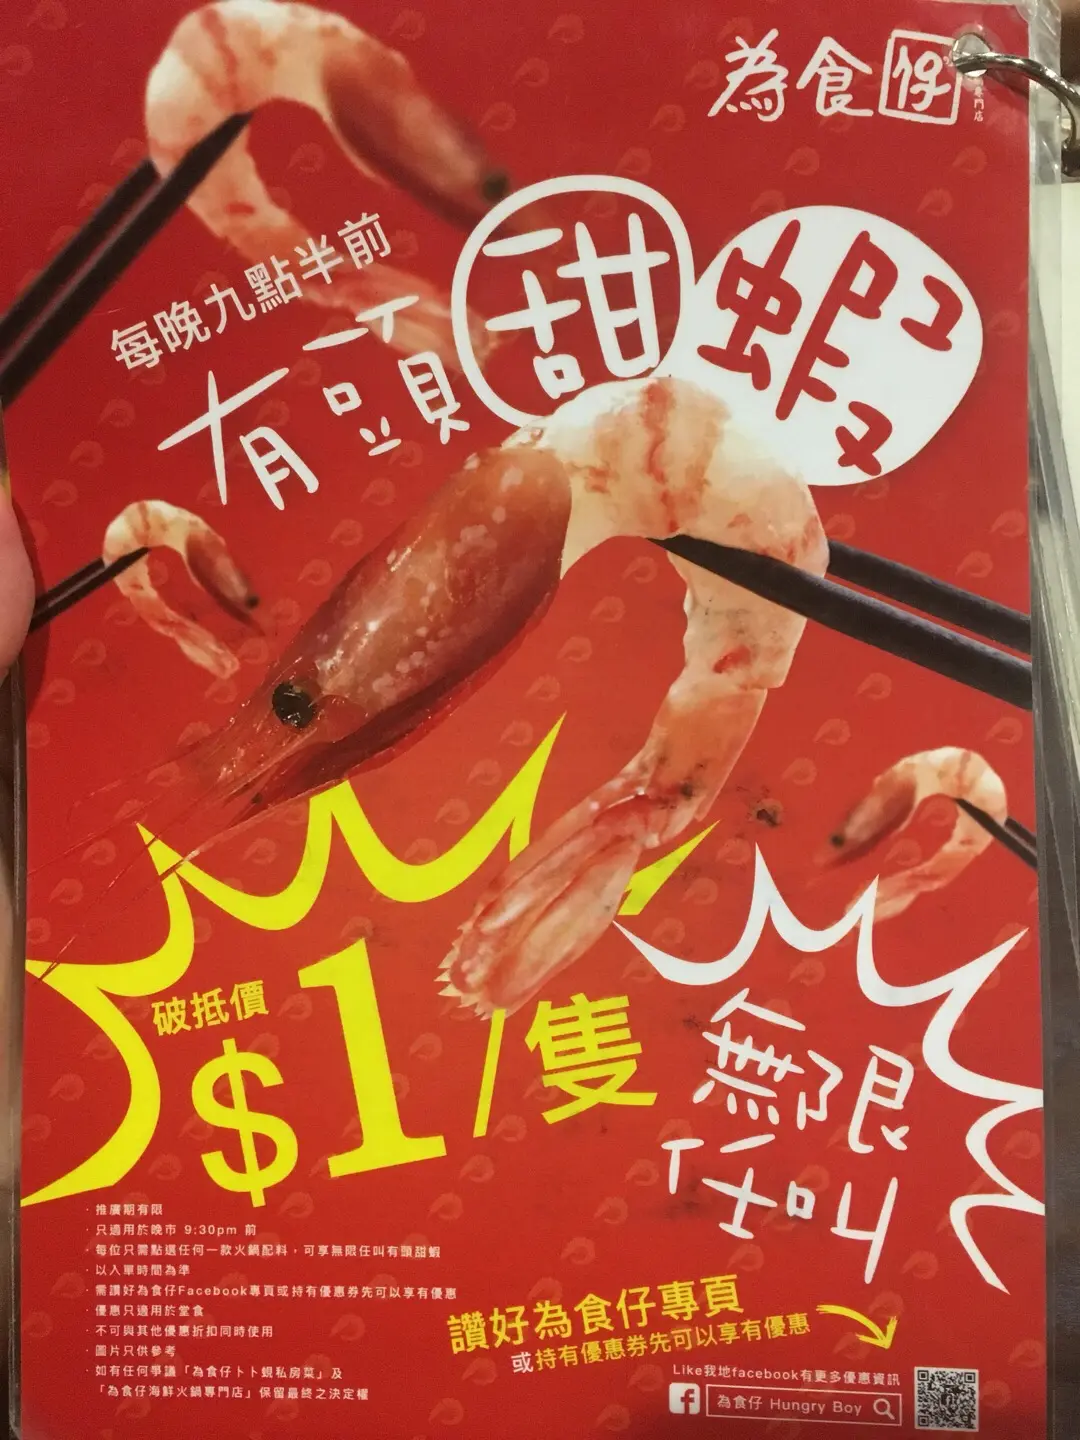 為食仔
專門店
每晚九點半前
有頭甜蝦
破抵價
$1/隻
無限
任叫
· 推廣期有限
· 只適用於晚市 9:30pm 前
· 每位只需點選任何一款火鍋配料，可享無限任叫有頭甜蝦
· 以入單時間為準
· 需讚好為食仔Facebook專頁或持有優惠券先可以享有優惠
· 優惠只適用於堂食
· 不可與其他優惠折扣同時使用
· 圖片只供參考
· 如有任何爭議「為食仔卜卜蜆私房菜」及
「為食仔海鮮火鍋專門店」保留最終之決定權
讚好為食仔專頁
或持有優惠券先可以享有優惠
Like我地facebook有更多優惠資訊
f 為食仔 Hungry Boy